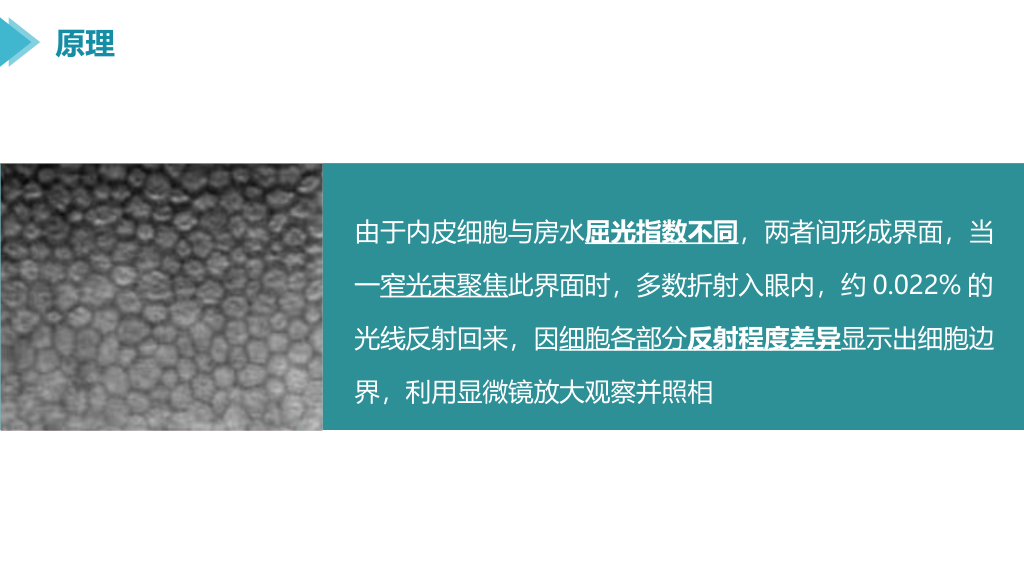 原理
由于内皮细胞与房水屈光指数不同，两者间形成界面，当
一窄光束聚焦此界面时，多数折射入眼内，约 0.022% 的
光线反射回来，因细胞各部分反射程度差异显示出细胞边
界，利用显微镜放大观察并照相